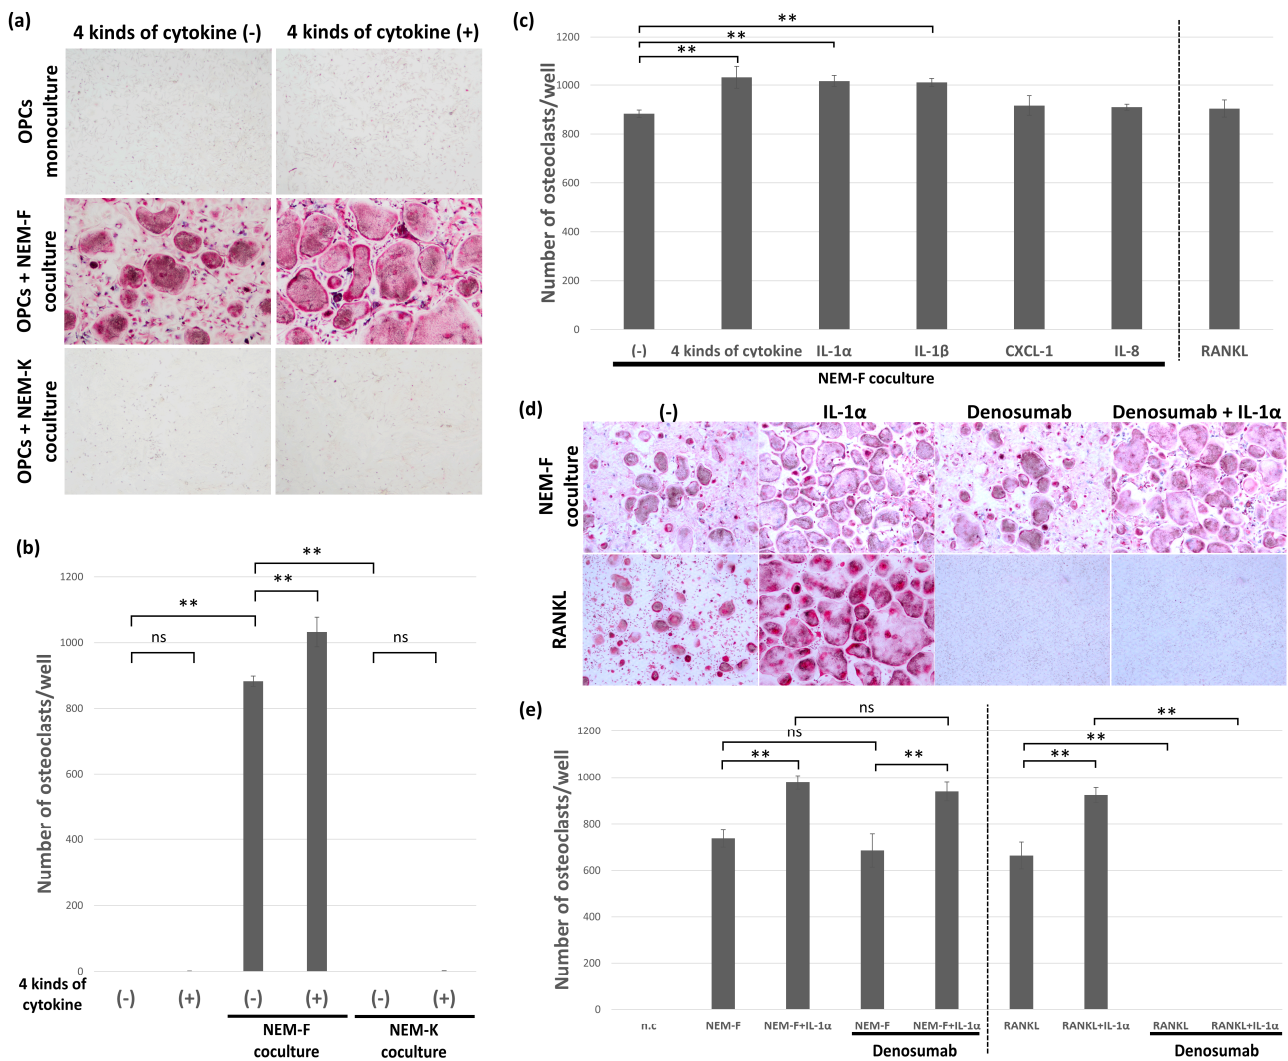 (a)
4 kinds of cytokine (-)
4 kinds of cytokine (+)
OPCs
monoculture
OPCs + NEM-F
coculture
OPCs + NEM-K
coculture
(b)
Number of osteoclasts/well
1200
1000
800
600
400
200
0
**
**
**
ns
ns
4 kinds of
cytokine
(-)
(+)
(-)
(+)
(-)
(+)
NEM-F
coculture
NEM-K
coculture
(c)
Number of osteoclasts/well
1200
1000
800
600
400
200
0
**
**
**
(-)
4 kinds of cytokine
IL-1α
IL-1β
CXCL-1
IL-8
RANKL
NEM-F coculture
(d)
(-)
IL-1α
Denosumab
Denosumab + IL-1α
NEM-F
coculture
RANKL
(e)
Number of osteoclasts/well
1200
1000
800
600
400
200
0
ns
ns
**
**
**
**
**
n.c
NEM-F
NEM-F+IL-1α
NEM-F
NEM-F+IL-1α
RANKL
RANKL+IL-1α
RANKL
RANKL+IL-1α
Denosumab
Denosumab